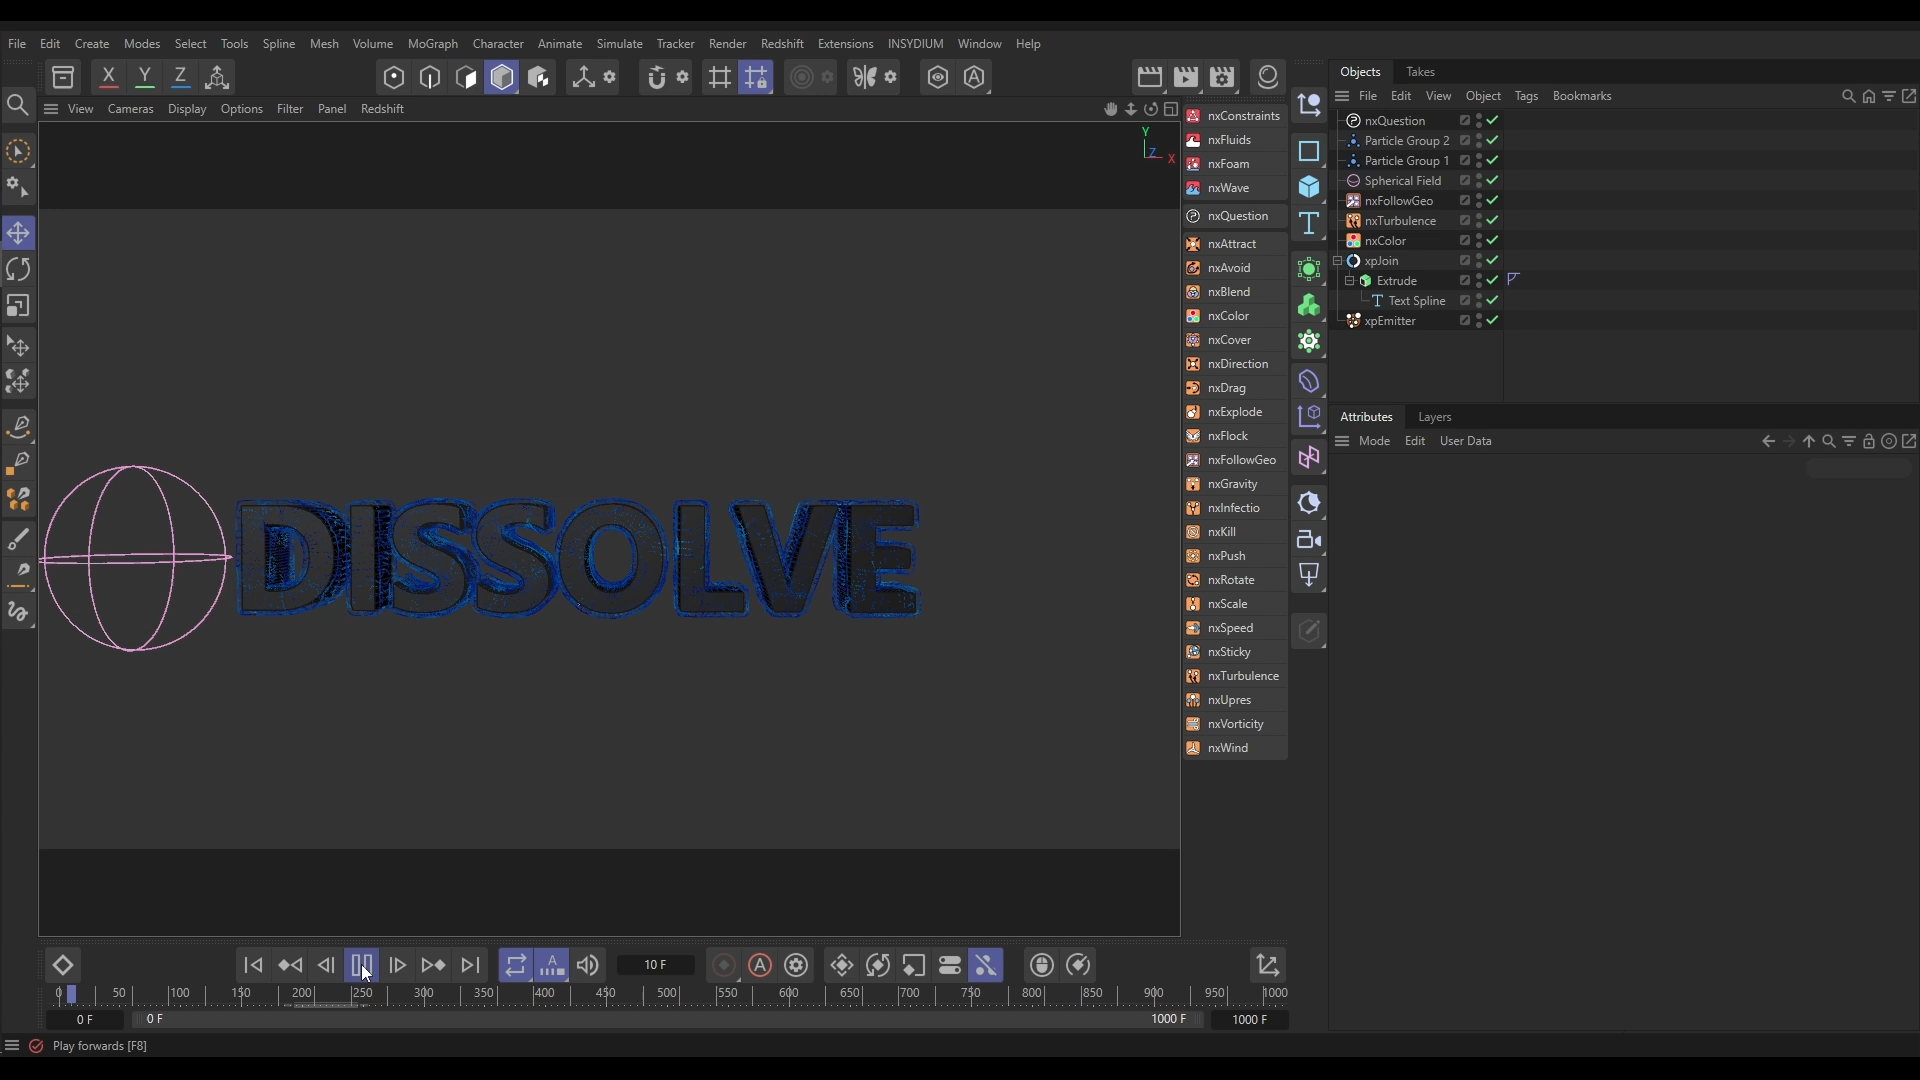 File Edit Create Modes Select Tools Spline Mesh Volume MoGraph Character Animate Simulate Tracker Render Redshift Extensions INSYDIUM Window Help
X Y Z
Objects Takes
File Edit View Object Tags Bookmarks
View Cameras Display Options Filter Panel Redshift
Y
Z X
nxConstraints
nxFluids
nxFoam
nxWave
nxQuestion
nxAttract
nxAvoid
nxBlend
nxColor
nxCover
nxDirection
nxDrag
nxExplode
nxFlock
nxFollowGeo
nxGravity
nxInfectio
nxKill
nxPush
nxRotate
nxScale
nxSpeed
nxSticky
nxTurbulence
nxUpres
nxVorticity
nxWind
nxQuestion
Particle Group 2
Particle Group 1
Spherical Field
nxFollowGeo
nxTurbulence
nxColor
xpJoin
Extrude
Text Spline
xpEmitter
Attributes Layers
Mode Edit User Data
DISSOLVE
10 F
0 50 100 150 200 250 300 350 400 450 500 550 600 650 700 750 800 850 900 950 1000
0 F 0 F 1000 F 1000 F
Play forwards [F8]